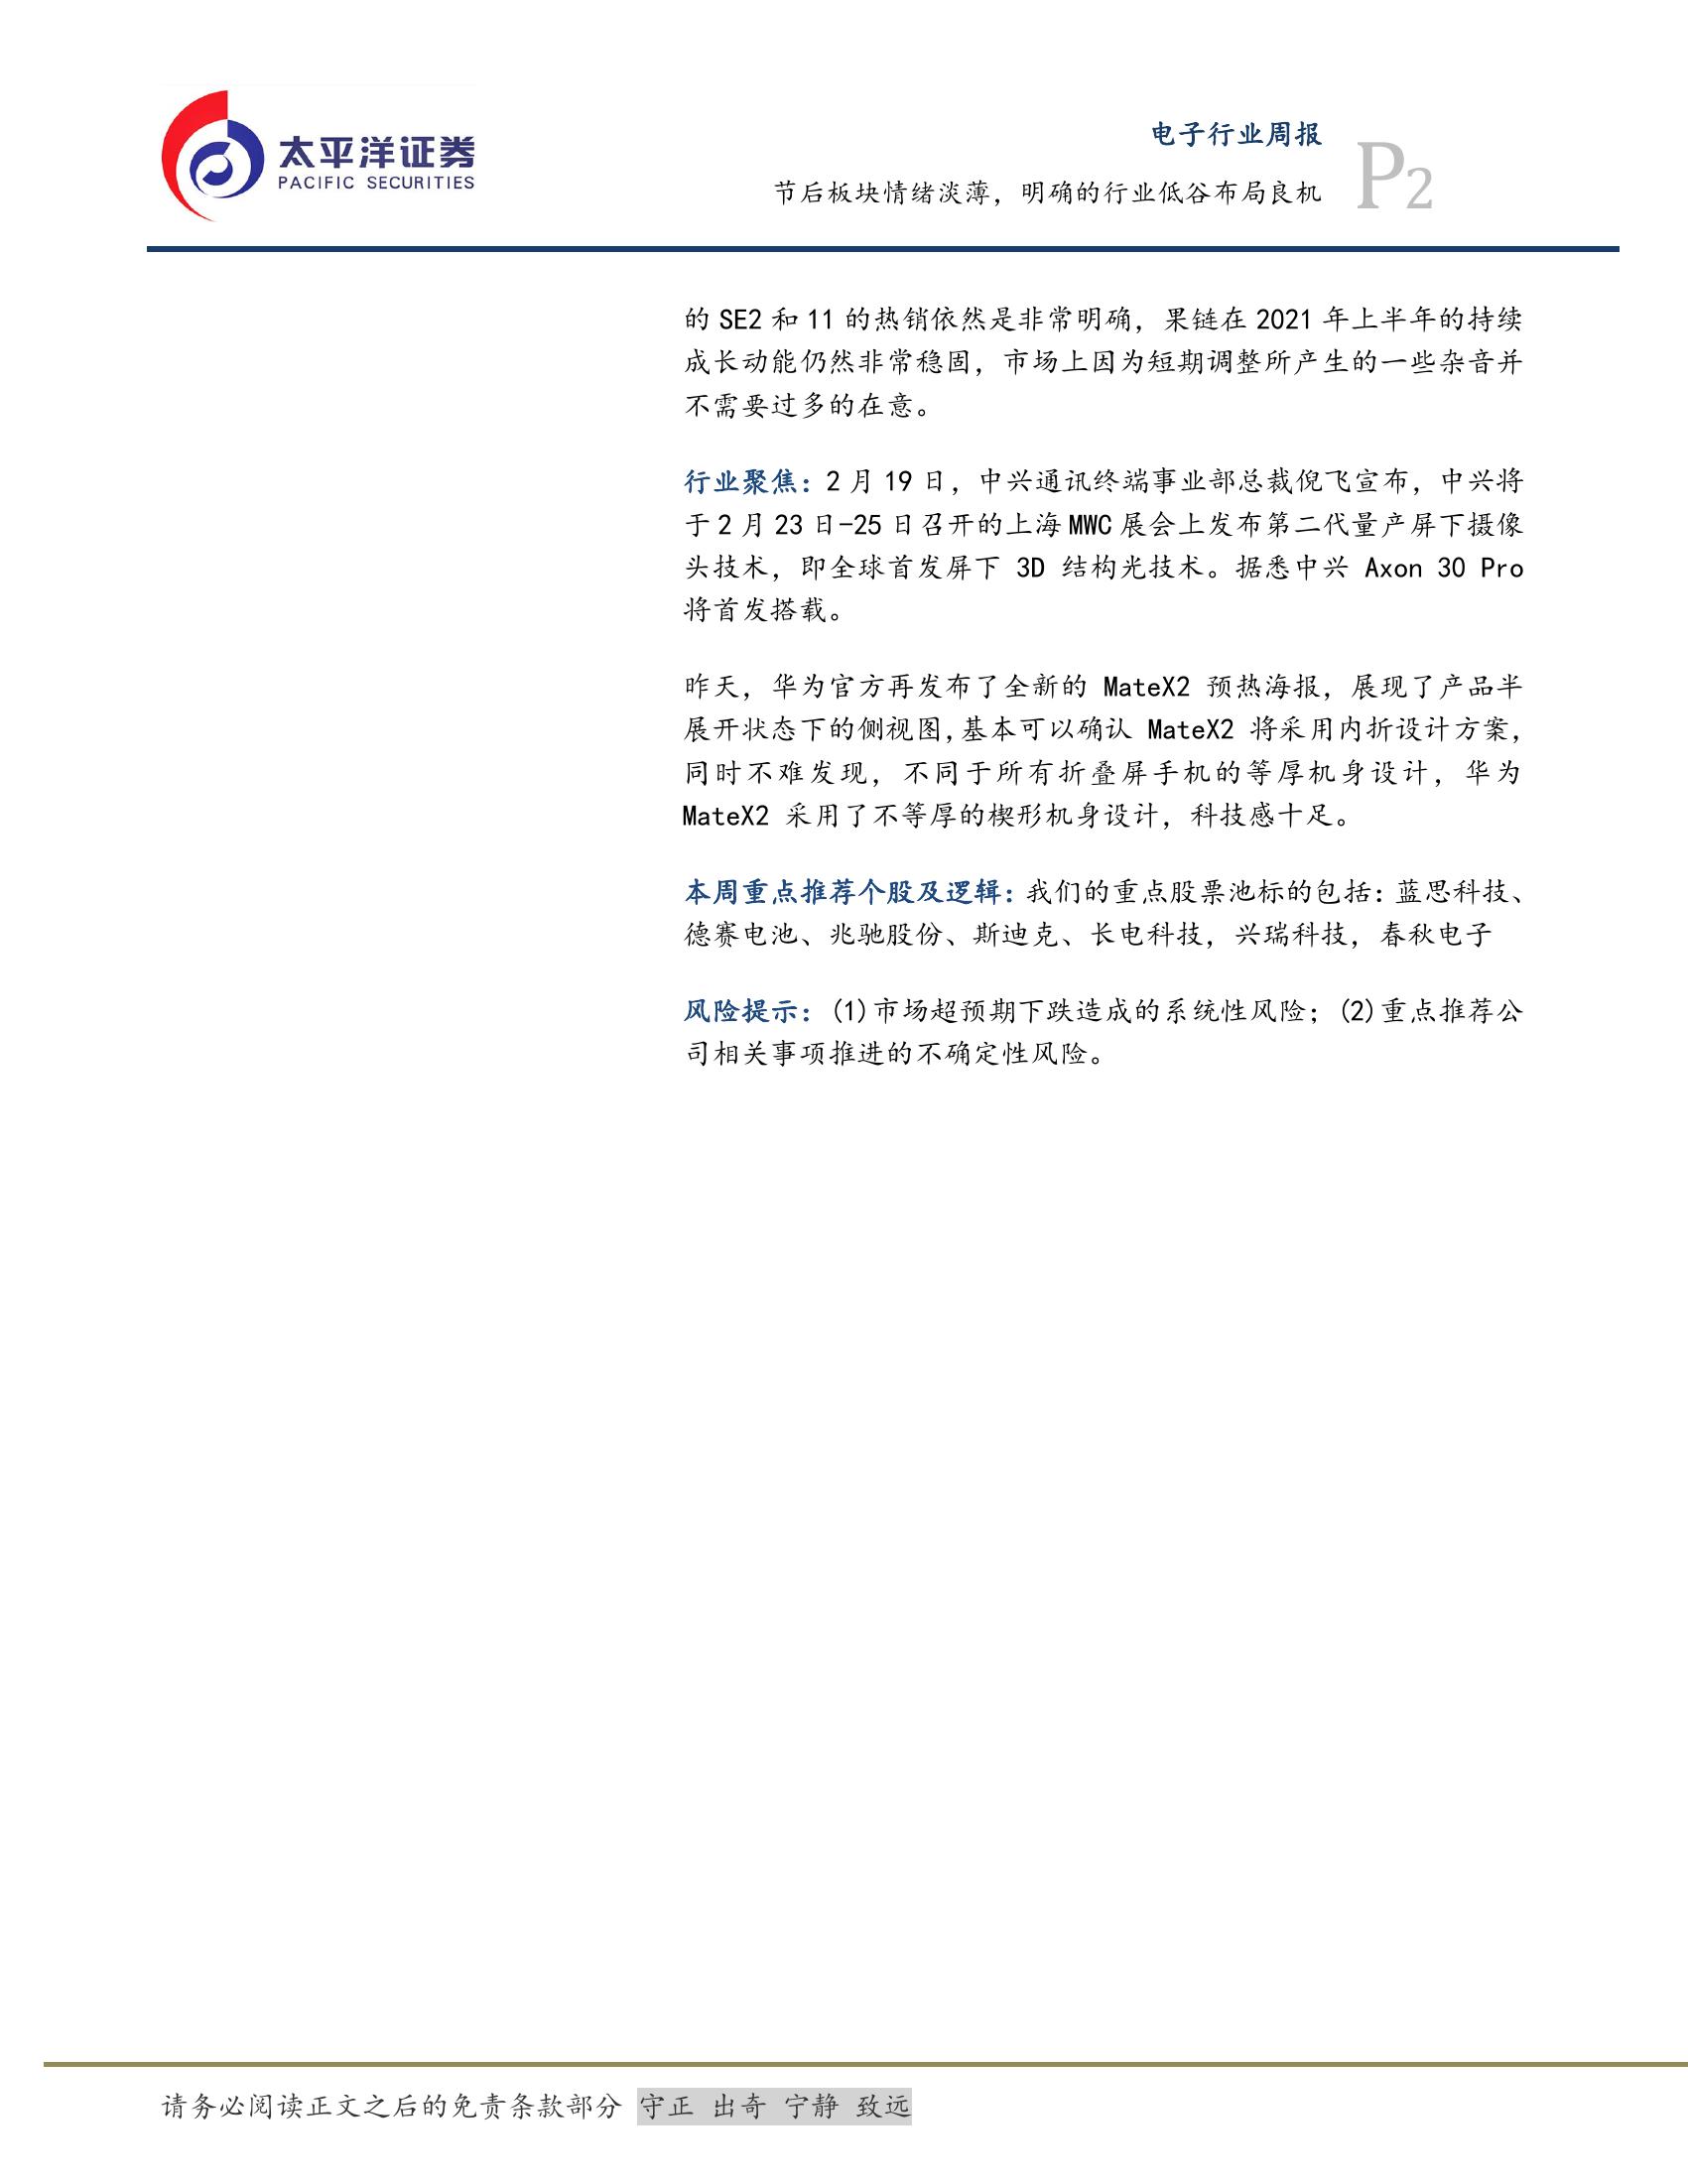 太平洋证券
PACIFIC SECURITIES
电子行业周报
节后板块情绪淡薄，明确的行业低谷布局良机
P2
的 SE2 和 11 的热销依然是非常明确，果链在 2021 年上半年的持续
成长动能仍然非常稳固，市场上因为短期调整所产生的一些杂音并
不需要过多的在意。
行业聚焦：2 月 19 日，中兴通讯终端事业部总裁倪飞宣布，中兴将
于 2 月 23 日-25 日召开的上海 MWC 展会上发布第二代量产屏下摄像
头技术，即全球首发屏下 3D 结构光技术。据悉中兴 Axon 30 Pro
将首发搭载。
昨天，华为官方再发布了全新的 MateX2 预热海报，展现了产品半
展开状态下的侧视图,基本可以确认 MateX2 将采用内折设计方案，
同时不难发现，不同于所有折叠屏手机的等厚机身设计，华为
MateX2 采用了不等厚的楔形机身设计，科技感十足。
本周重点推荐个股及逻辑：我们的重点股票池标的包括：蓝思科技、
德赛电池、兆驰股份、斯迪克、长电科技，兴瑞科技，春秋电子
风险提示：(1)市场超预期下跌造成的系统性风险；(2)重点推荐公
司相关事项推进的不确定性风险。
请务必阅读正文之后的免责条款部分 守正 出奇 宁静 致远